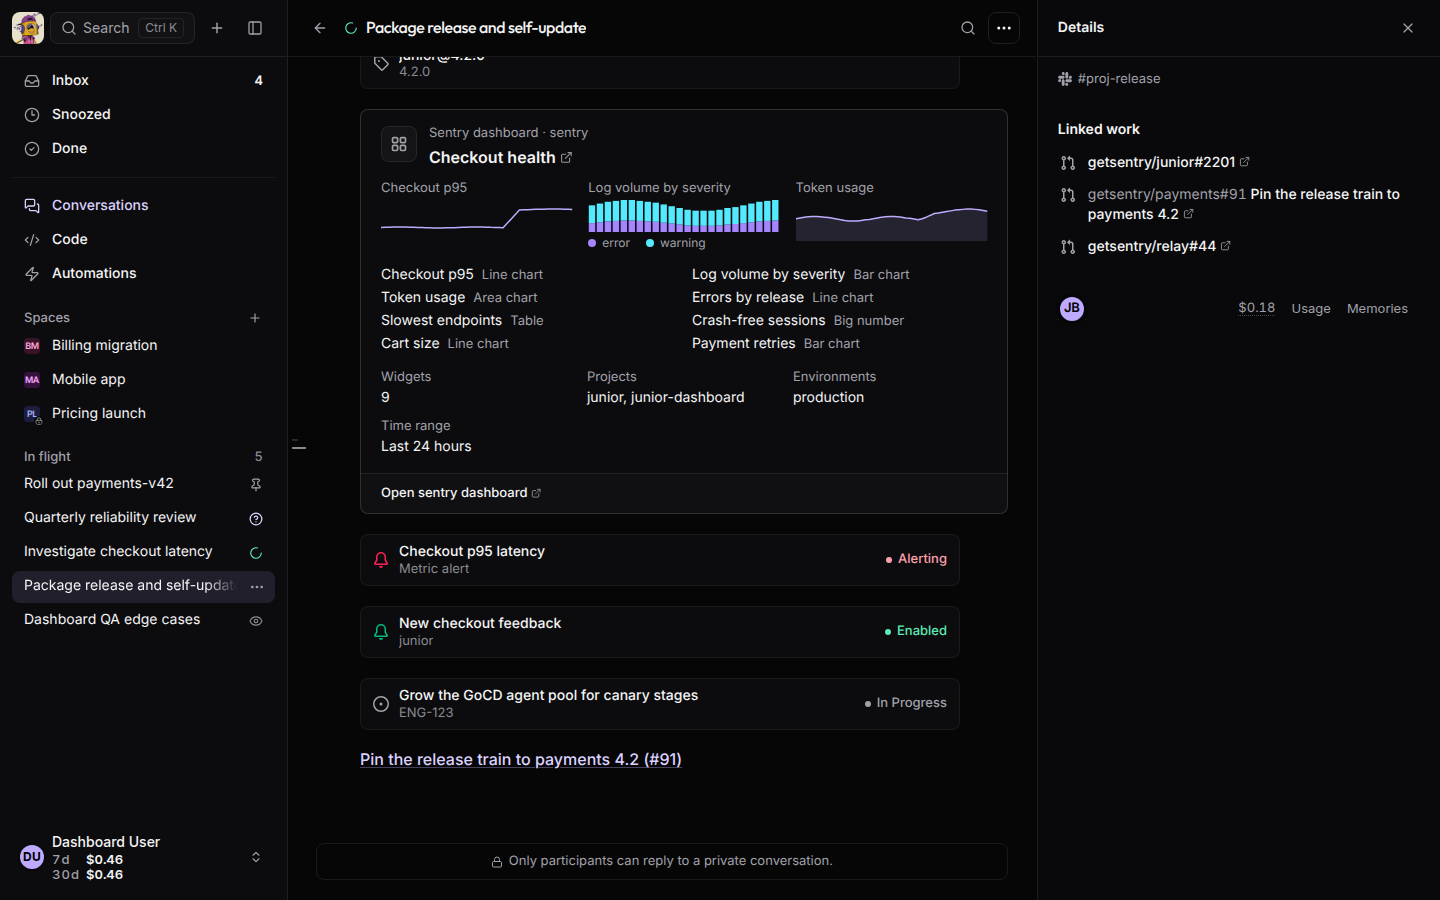 Search Ctrl K
Inbox 4
Snoozed
Done
Conversations
Code
Automations
Spaces
BM Billing migration
MA Mobile app
PL Pricing launch
In flight 5
Roll out payments-v42
Quarterly reliability review
Investigate checkout latency
Package release and self-updat
Dashboard QA edge cases
DU Dashboard User
7d $0.46
30d $0.46
Package release and self-update
junior@4.2.0
4.2.0
Sentry dashboard · sentry
Checkout health
Checkout p95
Log volume by severity
error warning
Token usage
Checkout p95 Line chart
Log volume by severity Bar chart
Token usage Area chart
Errors by release Line chart
Slowest endpoints Table
Crash-free sessions Big number
Cart size Line chart
Payment retries Bar chart
Widgets
9
Projects
junior, junior-dashboard
Environments
production
Time range
Last 24 hours
Open sentry dashboard
Checkout p95 latency
Metric alert
Alerting
New checkout feedback
junior
Enabled
Grow the GoCD agent pool for canary stages
ENG-123
In Progress
Pin the release train to payments 4.2 (#91)
Only participants can reply to a private conversation.
Details
#proj-release
Linked work
getsentry/junior#2201
getsentry/payments#91 Pin the release train to
payments 4.2
getsentry/relay#44
JB $0.18 Usage Memories